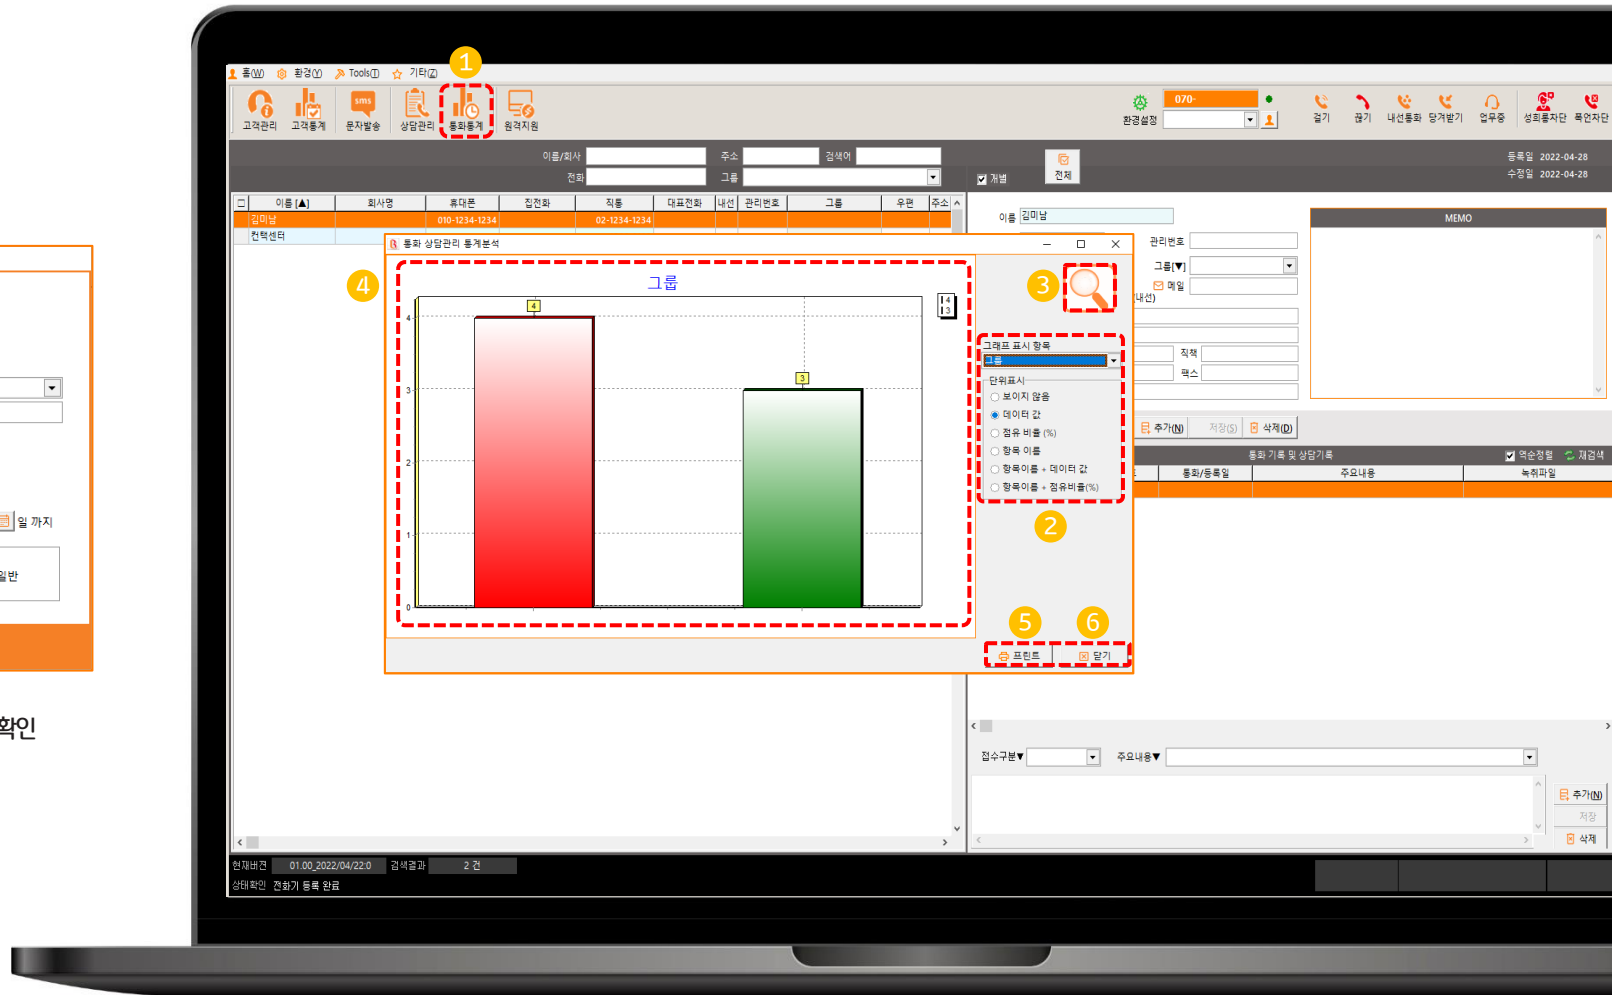 1
홈(W) 환경(Y) Tools(T) 기타(Z)
고객관리 고객통계 sms 문자발송 상담관리 통화통계 원격지원
환경설정 070-
걸기 끊기 내선통화 당겨받기 업무중 성희롱차단 폭언차단
이름/회사 주소 검색어
전화 그룹
개별 전체
등록일 2022-04-28
수정일 2022-04-28
이름 [▲] 회사명 휴대폰 집전화 직통 대표전화 내선 관리번호 그룹 우편 주소
김미남 010-1234-1234 02-1234-1234
컨택센터
통화 상담관리 통계분석
4
그룹
4
3
4
3
2
1
0
4
3
3
그래프 표시 항목
그룹
단위표시
보이지 않음
데이터 값
점유 비율 (%)
항목 이름
항목이름 + 데이터 값
항목이름 + 점유비율(%)
2
5 6
프린트 닫기
이름 김미남
관리번호
그룹[▼]
메일
내선)
직책
팩스
MEMO
추가(N) 저장(S) 삭제(D)
통화 기록 및 상담기록 역순정렬 재검색
통화/등록일 주요내용 녹취파일
접수구분▼ 주요내용▼
추가(N)
저장
삭제
현재버전 01.00_2022/04/22:0 검색결과 2 건
상태확인 전화기 등록 완료
일 까지
일반
확인